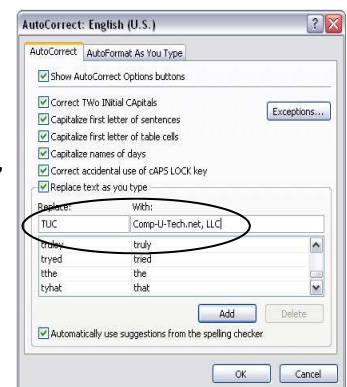 AutoCorrect: English (U.S.)
AutoCorrect AutoFormat As You Type
Show AutoCorrect Options buttons
Correct TWo INitial CApitals
Exceptions...
Capitalize first letter of sentences
Capitalize first letter of table cells
Capitalize names of days
Correct accidental use of cAPS LOCK key
Replace text as you type
Replace: With:
TUC Comp-U-Tech.net, LLC
truley truly
tryed tried
tthe the
tyhat that
Add Delete
Automatically use suggestions from the spelling checker
OK Cancel